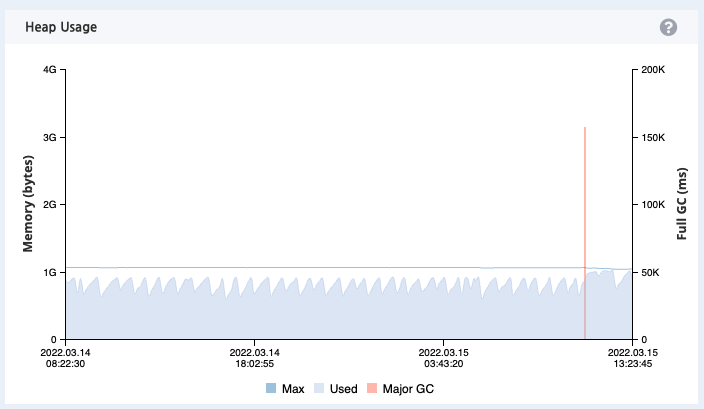 Heap Usage
?
4G
200K
3G
150K
2G
100K
1G
50K
0
0
Memory (bytes)
Full GC (ms)
2022.03.14
08:22:30
2022.03.14
18:02:55
2022.03.15
03:43:20
2022.03.15
13:23:45
Max
Used
Major GC